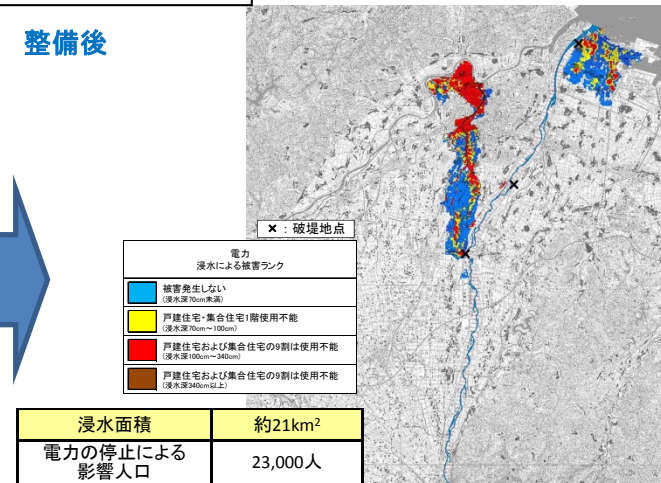 整備後
× : 破堤地点
電力
浸水による被害ランク
被害発生しない
(浸水深70cm未満)
戸建住宅・集合住宅1階使用不能
(浸水深70cm～100cm)
戸建住宅および集合住宅の9割は使用不能
(浸水深100cm～340cm)
戸建住宅および集合住宅の9割は使用不能
(浸水深340cm以上)
浸水面積 約21km²
電力の停止による
影響人口 23,000人